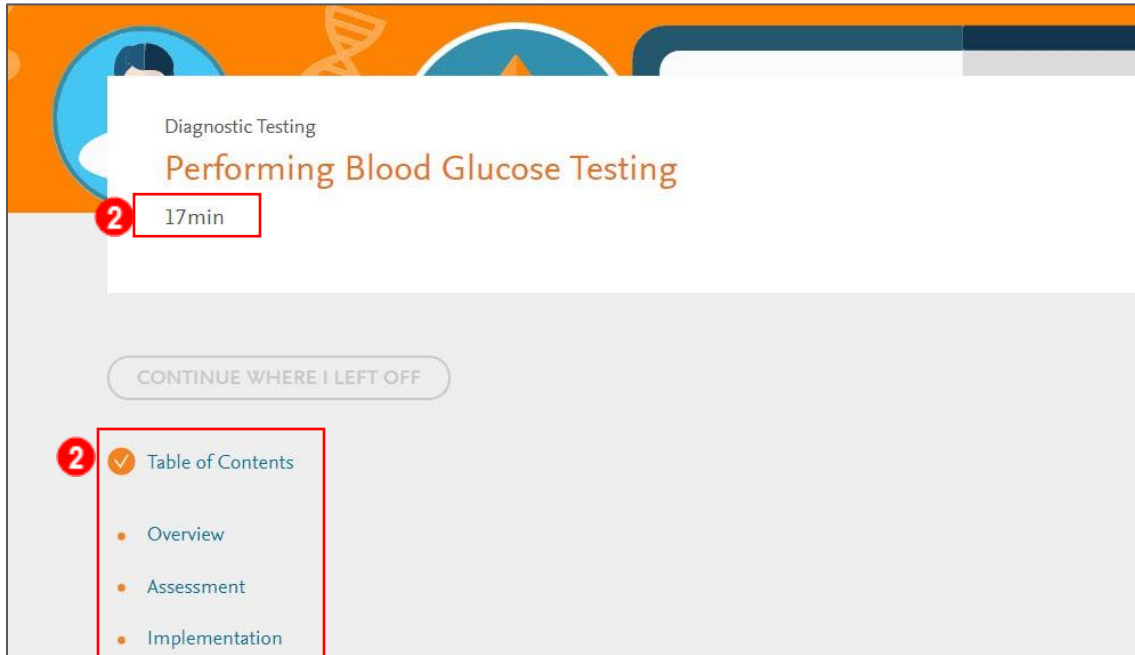 Diagnostic Testing
Performing Blood Glucose Testing
2 17min
CONTINUE WHERE I LEFT OFF
2 Table of Contents
Overview
Assessment
Implementation